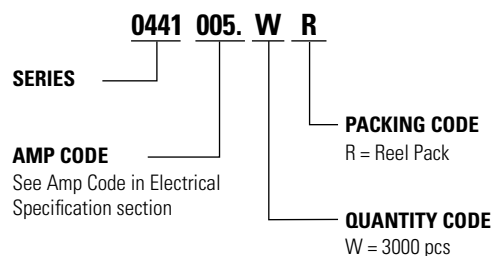 0441 005. W R
SERIES
PACKING CODE
R = Reel Pack
AMP CODE
See Amp Code in Electrical
Specification section
QUANTITY CODE
W = 3000 pcs